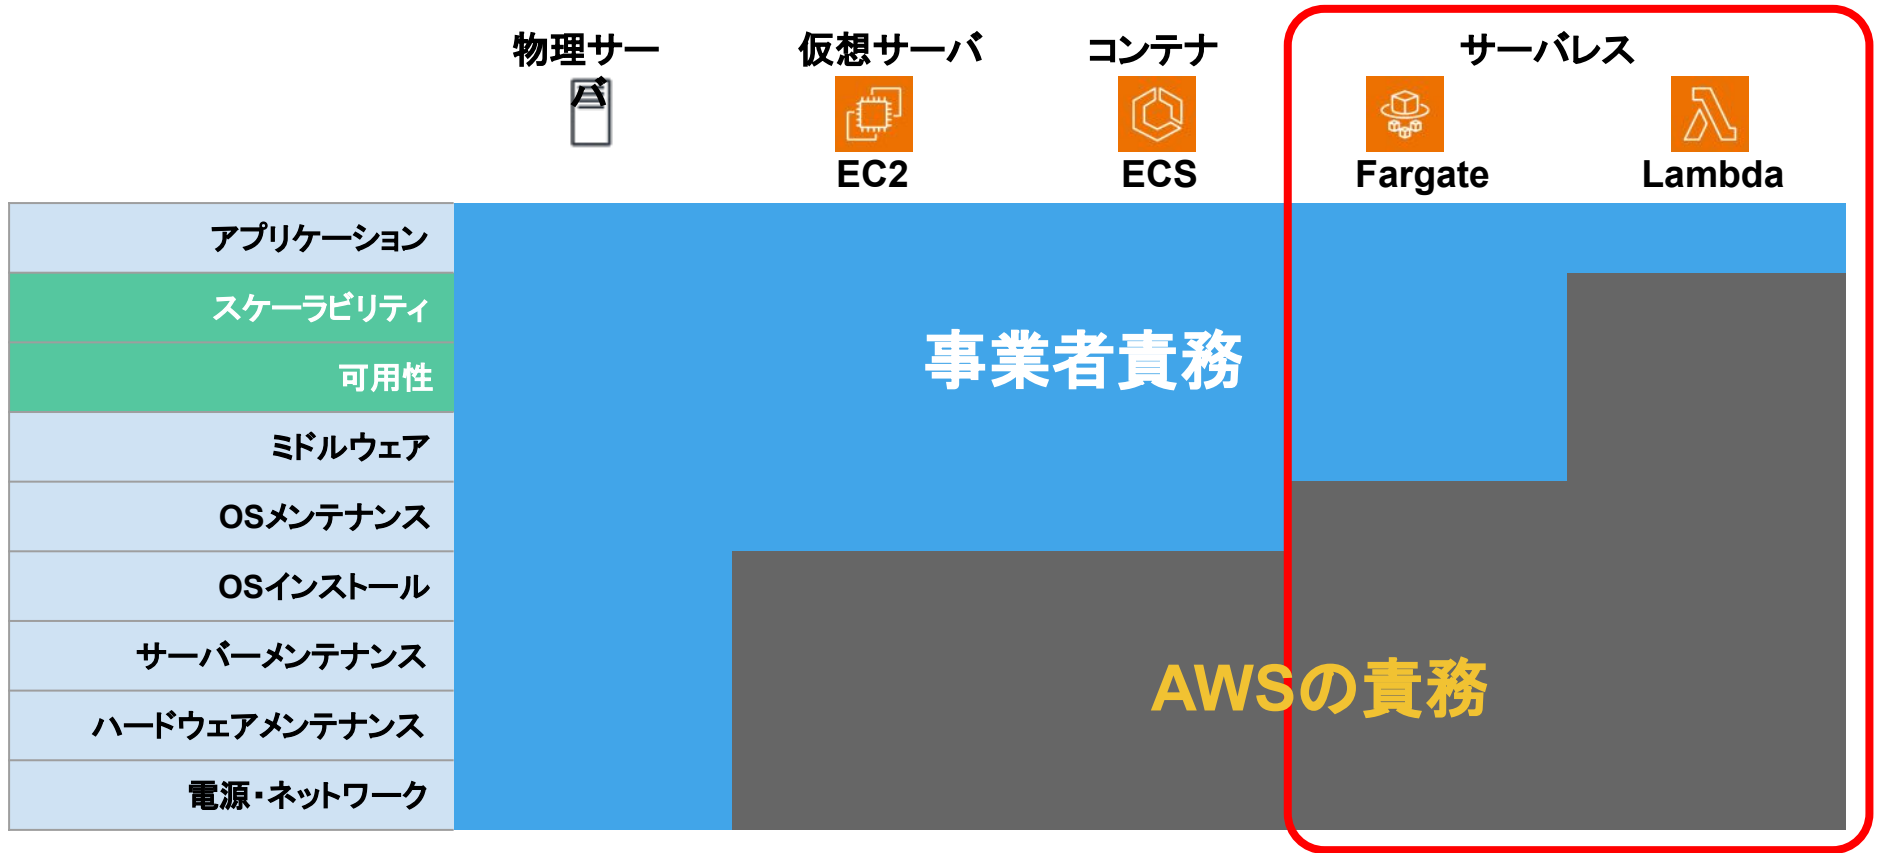 物理サー
バ
仮想サーバ
コンテナ
サーバレス
EC2
ECS
Fargate
Lambda
アプリケーション
スケーラビリティ
可用性
ミドルウェア
OSメンテナンス
OSインストール
サーバーメンテナンス
ハードウェアメンテナンス
電源・ネットワーク
事業者責務
AWSの責務